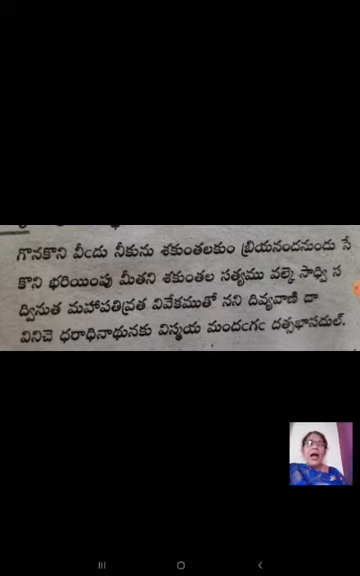 గొనకొని వీఁడు నీకును శకుంతలకుం బ్రియనందనుండు సే
కొని భరియింపు మీతని శకుంతల సత్యము వల్కె సాధ్వి స
ద్వినుత మహాపతివ్రత వివేకముతో నని దివ్యవాణి దా
వినిచె ధరాధినాథునకు విస్మయ మందఁగఁ దత్సభాసదుల్.